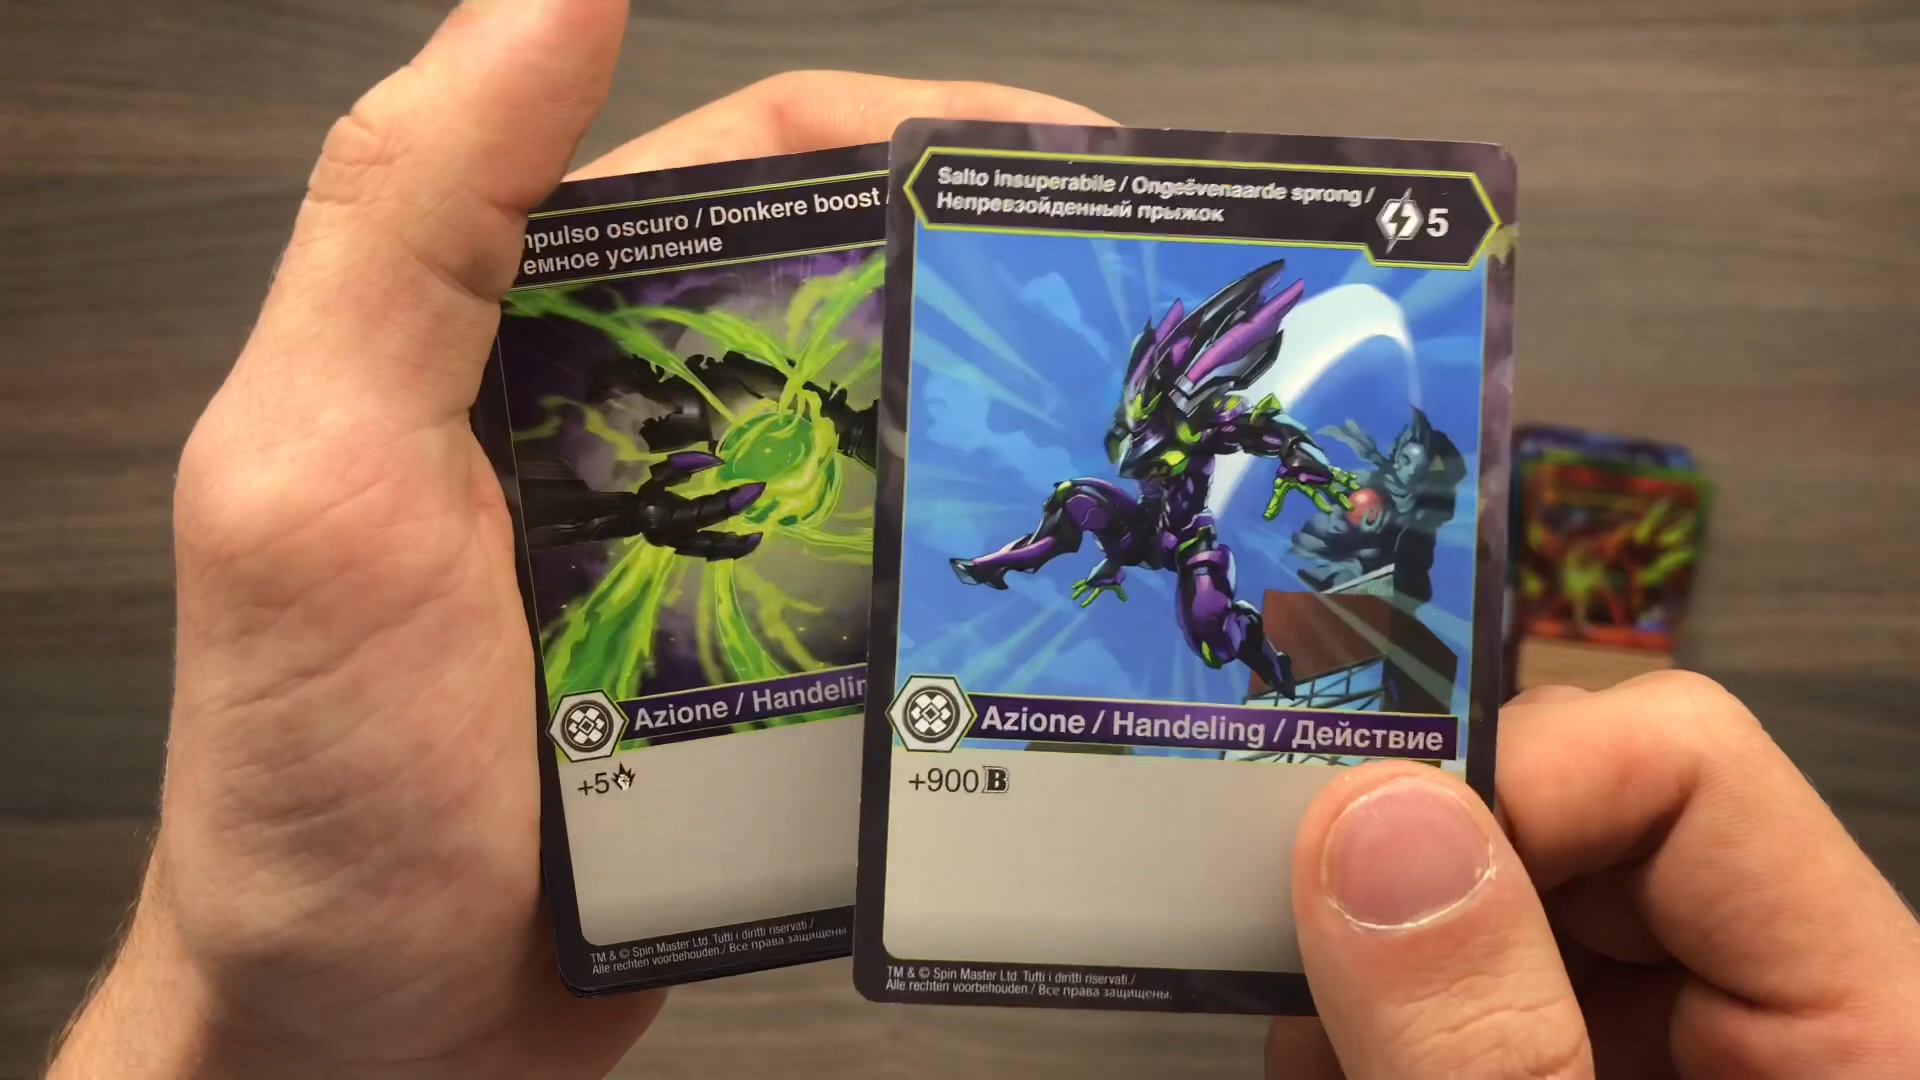 mpulso oscuro / Donkere boost /
емное усиление
Azione / Handelin
+5
TM & © Spin Master Ltd. Tutti i diritti riservati./
Alle rechten voorbehouden./ Все права защищены
Salto insuperabile / Ongeëvenaarde sprong /
Непревзойденный прыжок
5
Azione / Handeling / Действие
+900 B
TM & © Spin Master Ltd. Tutti i diritti riservati./
Alle rechten voorbehouden./ Все права защищены.